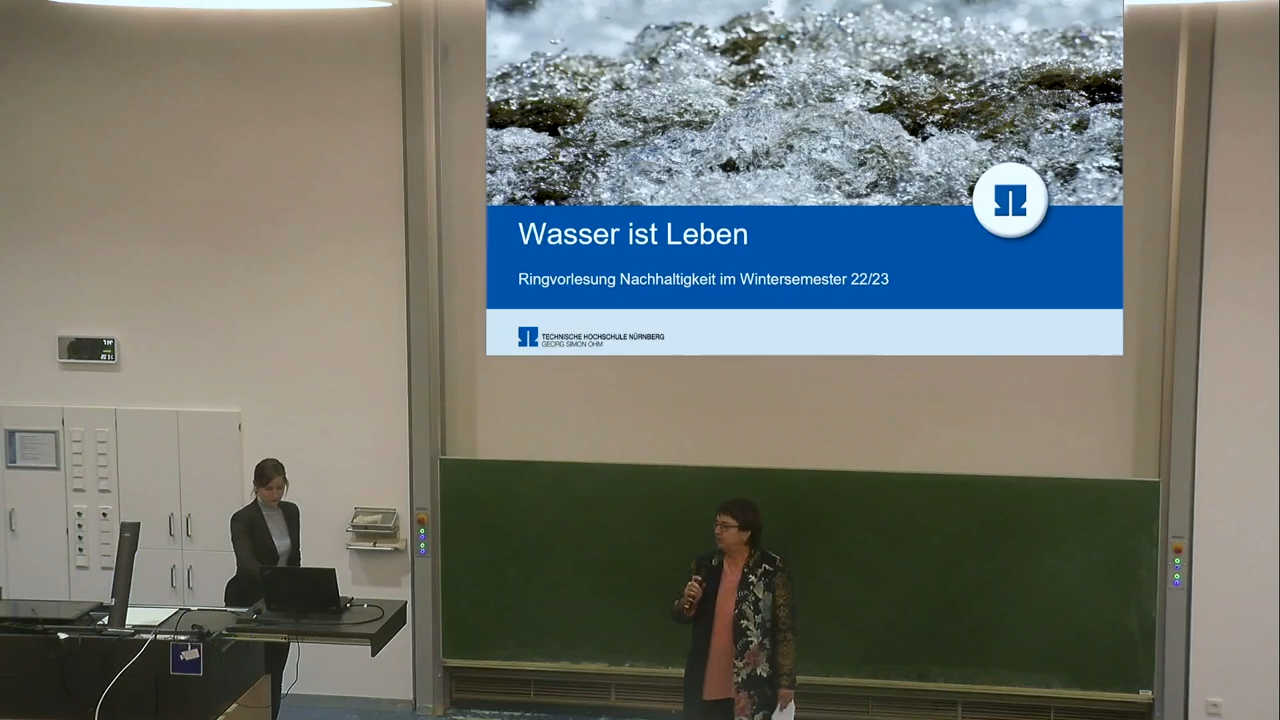 Wasser ist Leben
Ringvorlesung Nachhaltigkeit im Wintersemester 22/23
TECHNISCHE HOCHSCHULE NÜRNBERG
GEORG SIMON OHM